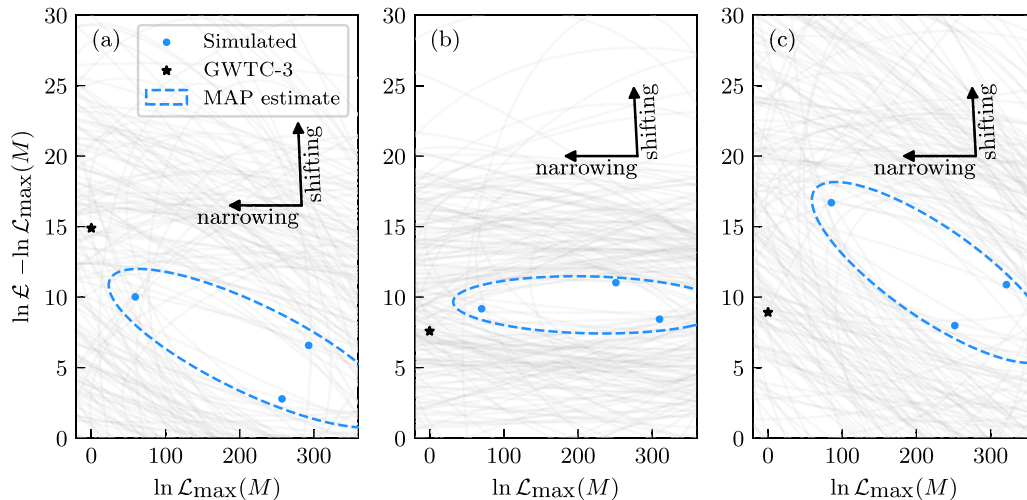 (a)
Simulated
GWTC-3
MAP estimate
(b)
(c)
shifting
narrowing
shifting
narrowing
shifting
narrowing
ln ℒ̄ − ln ℒmax(M)
30
25
20
15
10
5
0
30
25
20
15
10
5
0
30
25
20
15
10
5
0
0 100 200 300
0 100 200 300
0 100 200 300
ln ℒmax(M)
ln ℒmax(M)
ln ℒmax(M)